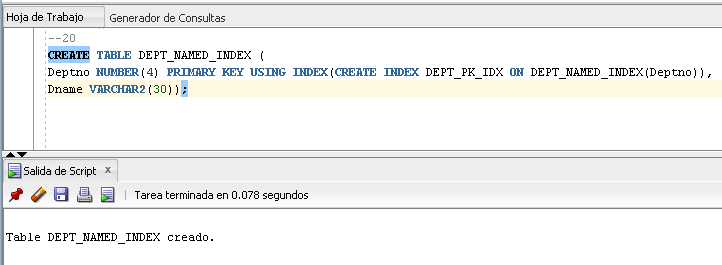 Hoja de Trabajo Generador de Consultas
--20
CREATE TABLE DEPT_NAMED_INDEX (
Deptno NUMBER(4) PRIMARY KEY USING INDEX(CREATE INDEX DEPT_PK_IDX ON DEPT_NAMED_INDEX(Deptno)),
Dname VARCHAR2(30));
Salida de Script x
Tarea terminada en 0.078 segundos
Table DEPT_NAMED_INDEX creado.